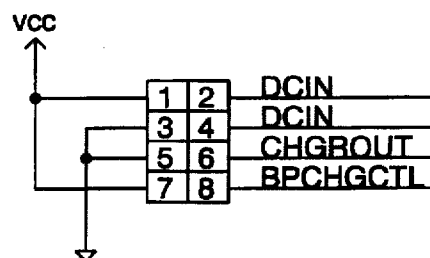 VCC
1 2 DCIN
3 4 DCIN
5 6 CHGROUT
7 8 BPCHGCTL